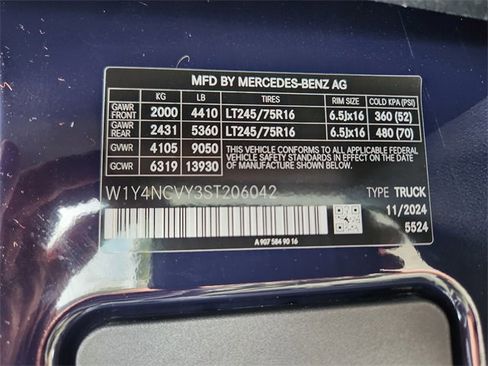 MFD BY MERCEDES-BENZ AG
KG LB TIRES RIM SIZE COLD KPA (PSI)
GAWR FRONT 2000 4410 LT245/75R16 6.5Jx16 360 (52)
GAWR REAR 2431 5360 LT245/75R16 6.5Jx16 480 (70)
GVWR 4105 9050 THIS VEHICLE CONFORMS TO ALL APPLICABLE FEDERAL
GCWR 6319 13930 MOTOR VEHICLE SAFETY STANDARDS IN EFFECT ON THE DATE OF MANUFACTURE SHOWN BELOW.
W1Y4NCVY3ST206042 TYPE TRUCK
11/2024
5524
A 907 584 90 16